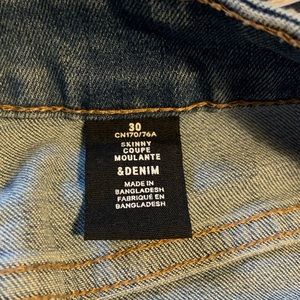 30
CN170/76A
SKINNY
COUPE
MOULANTE
&DENIM
MADE IN
BANGLADESH
FABRIQUÉ EN
BANGLADESH